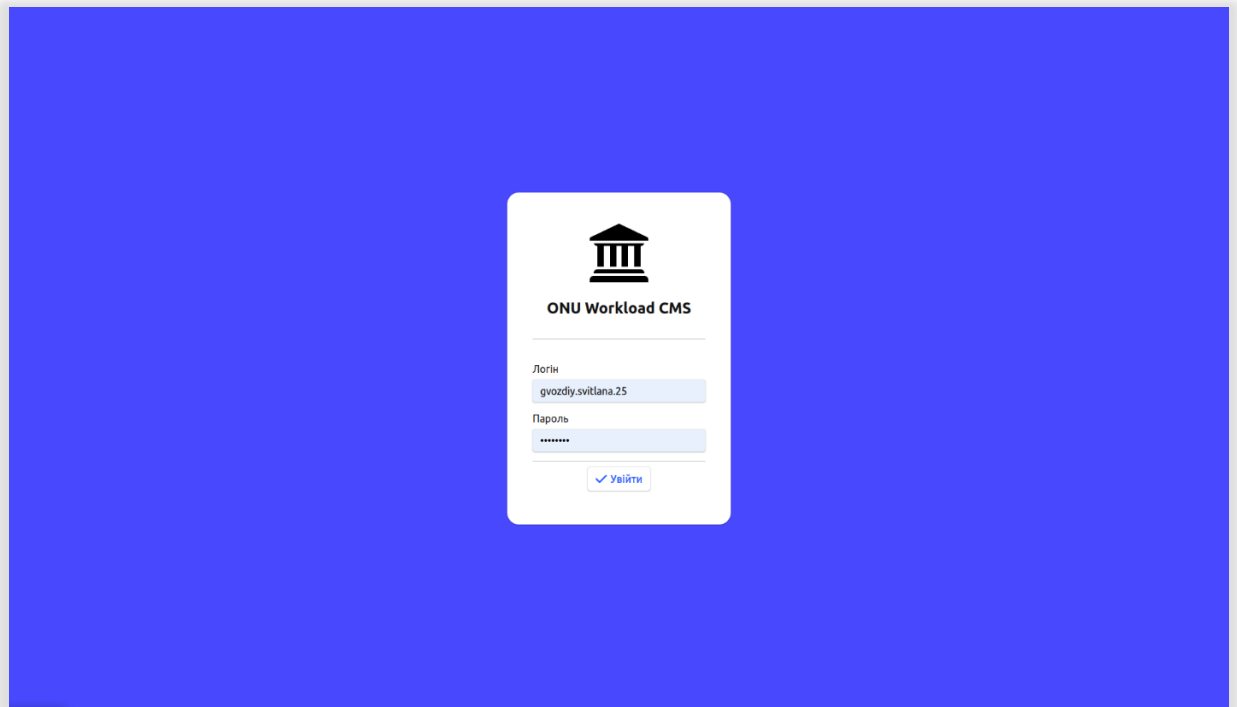 ONU Workload CMS
Логін
gvozdiy.svitlana.25
Пароль
••••••••
Увійти